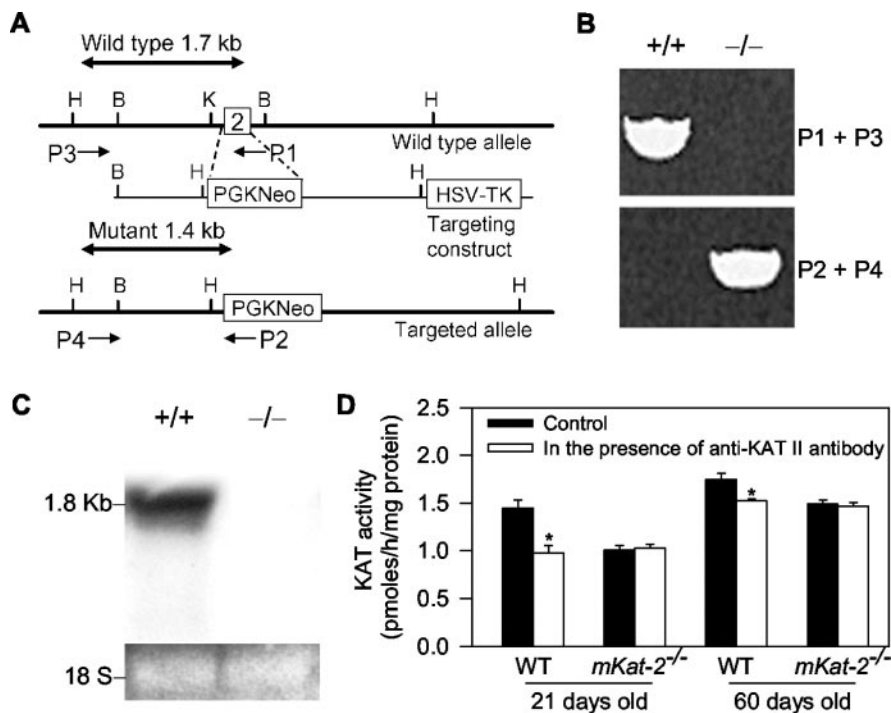 A
Wild type 1.7 kb
H B K B H
2
P3 P1 Wild type allele
B H H
PGKNeo HSV-TK
Targeting
construct
Mutant 1.4 kb
H B H H
PGKNeo
P4 P2 Targeted allele
B
+/+ –/–
P1 + P3
P2 + P4
C
+/+ –/–
1.8 Kb
18 S
D
KAT activity
(pmoles/h/mg protein)
2.5
2.0
1.5
1.0
0.5
0.0
Control
In the presence of anti-KAT II antibody
* *
WT mKat-2-/- WT mKat-2-/-
21 days old 60 days old